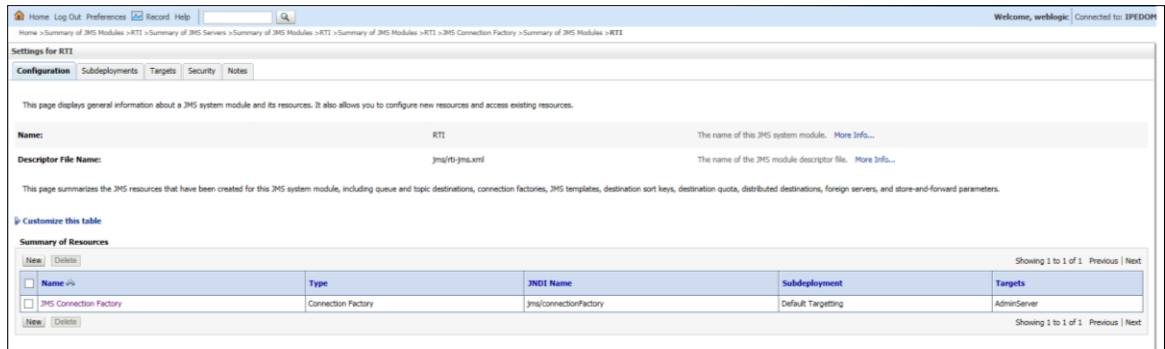 Home Log Out Preferences Record Help
Welcome, weblogic Connected to: IPEDOM
Home >Summary of JMS Modules >RTI >Summary of JMS Servers >Summary of JMS Modules >RTI >Summary of JMS Modules >RTI >JMS Connection Factory >Summary of JMS Modules >RTI
Settings for RTI
Configuration Subdeployments Targets Security Notes
This page displays general information about a JMS system module and its resources. It also allows you to configure new resources and access existing resources.
Name: RTI The name of this JMS system module. More Info...
Descriptor File Name: jms/rti-jms.xml The name of the JMS module descriptor file. More Info...
This page summarizes the JMS resources that have been created for this JMS system module, including queue and topic destinations, connection factories, JMS templates, destination sort keys, destination quota, distributed destinations, foreign servers, and store-and-forward parameters.
Customize this table
Summary of Resources
New Delete Showing 1 to 1 of 1 Previous | Next
Name Type JNDI Name Subdeployment Targets
JMS Connection Factory Connection Factory jms/connectionFactory Default Targetting AdminServer
New Delete Showing 1 to 1 of 1 Previous | Next